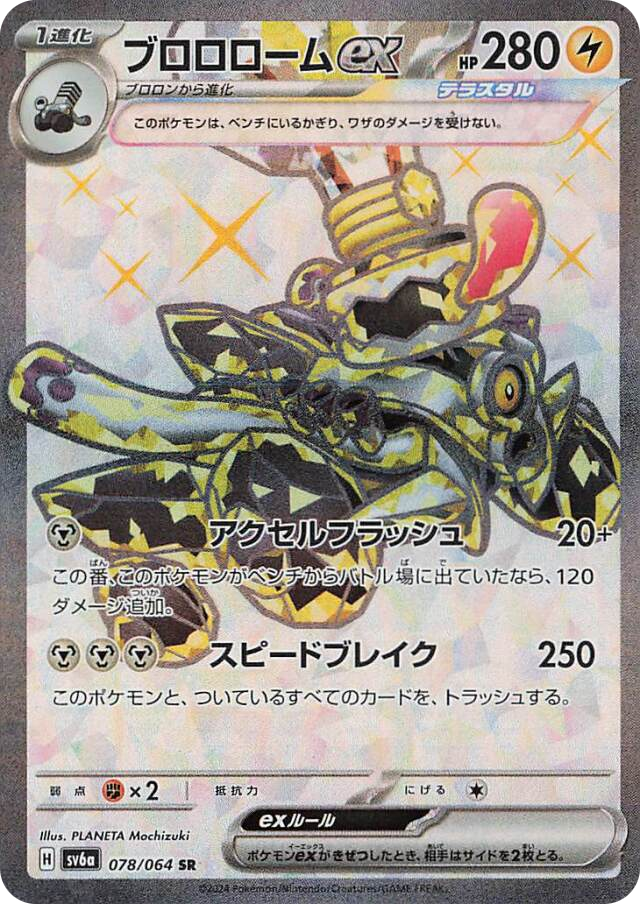 1進化
ブロロロームex
HP280
ブロロンから進化
テラスタル
このポケモンは、ベンチにいるかぎり、ワザのダメージを受けない。
アクセルフラッシュ 20+
この番、このポケモンがベンチからバトル場に出ていたなら、120
ダメージ追加。
スピードブレイク 250
このポケモンと、ついているすべてのカードを、トラッシュする。
弱点 ×2 抵抗力 にげる
exルール
ポケモンexがきぜつしたとき、相手はサイドを2枚とる。
Illus. PLANETA Mochizuki
H sv6a 078/064 SR
©2024 Pokémon/Nintendo/Creatures/GAME FREAK.